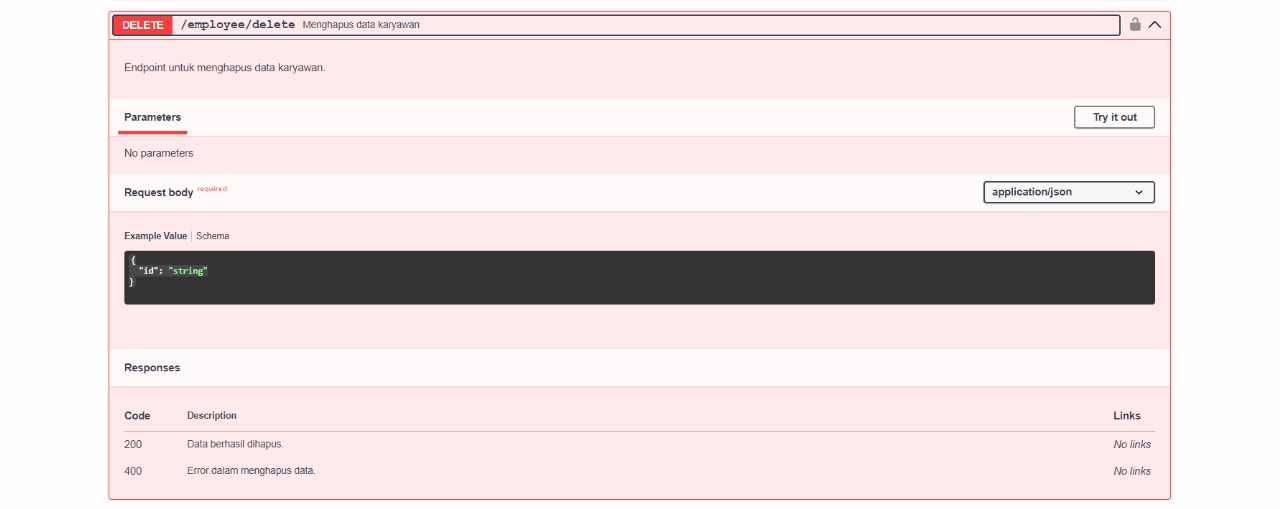 DELETE /employee/delete Menghapus data karyawan
Endpoint untuk menghapus data karyawan.
Parameters Try it out
No parameters
Request body required application/json
Example Value | Schema
{
"id": "string"
}
Responses
Code Description Links
200 Data berhasil dihapus. No links
400 Error dalam menghapus data. No links